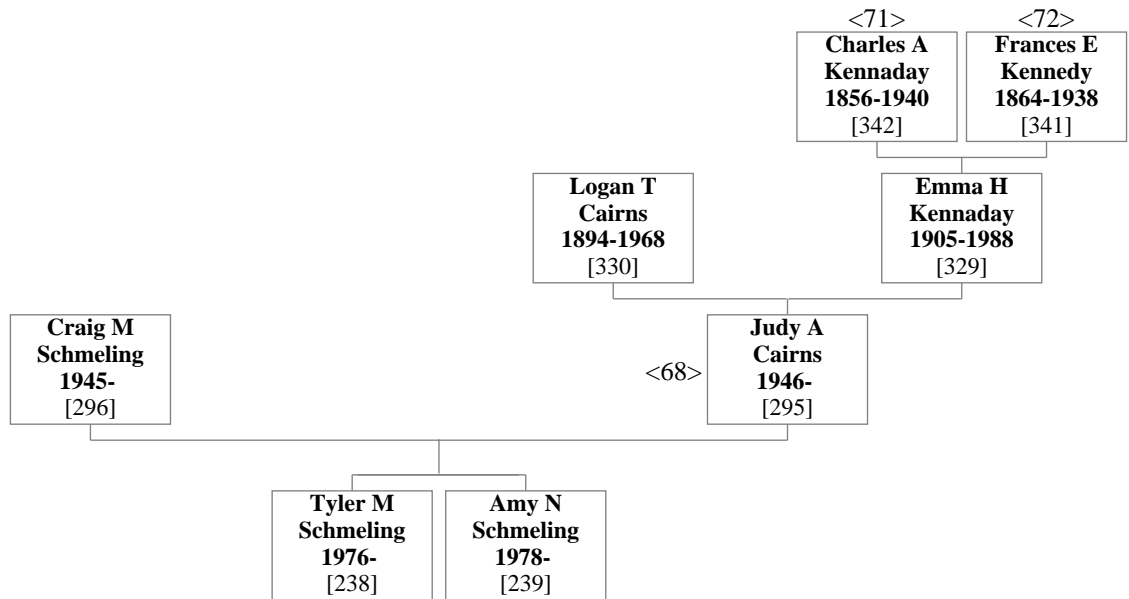 <71>
<72>
Charles A
Kennaday
1856-1940
[342]
Frances E
Kennedy
1864-1938
[341]
Logan T
Cairns
1894-1968
[330]
Emma H
Kennaday
1905-1988
[329]
Craig M
Schmeling
1945-
[296]
<68>
Judy A
Cairns
1946-
[295]
Tyler M
Schmeling
1976-
[238]
Amy N
Schmeling
1978-
[239]